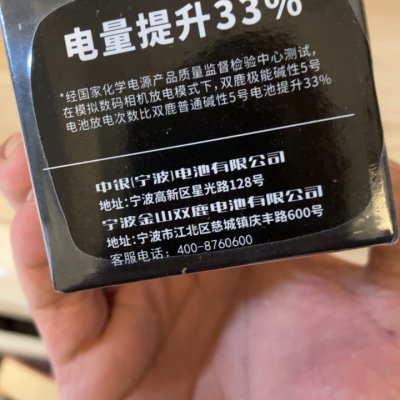 电量提升33%
*经国家化学电源产品质量监督检验中心测试，
在模拟数码相机放电模式下，双鹿极能碱性5号
电池放电次数比双鹿普通碱性5号电池提升33%
中银(宁波)电池有限公司
地址:宁波高新区星光路128号
宁波金山双鹿电池有限公司
地址:宁波市江北区慈城镇庆丰路600号
客服电话:400-8760600